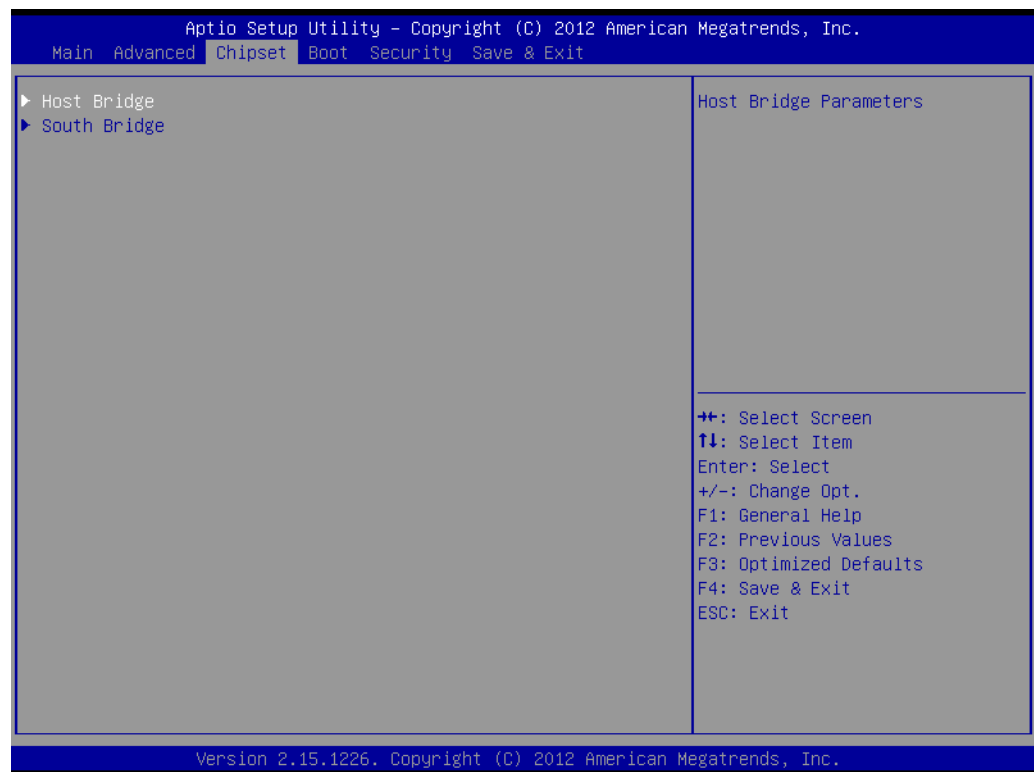 Aptio Setup Utility – Copyright (C) 2012 American Megatrends, Inc.
Main Advanced Chipset Boot Security Save & Exit
▶ Host Bridge
▶ South Bridge
Host Bridge Parameters
→←: Select Screen
↑↓: Select Item
Enter: Select
+/-: Change Opt.
F1: General Help
F2: Previous Values
F3: Optimized Defaults
F4: Save & Exit
ESC: Exit
Version 2.15.1226. Copyright (C) 2012 American Megatrends, Inc.